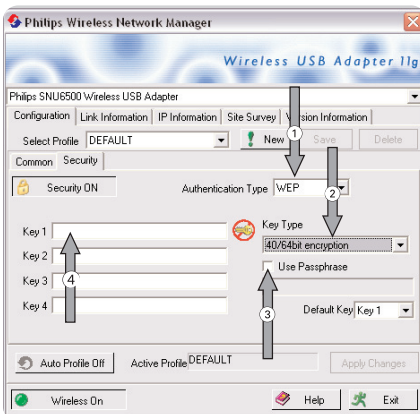 Philips Wireless Network Manager
Wireless USB Adapter 11g
Philips SNU6500 Wireless USB Adapter
Configuration Link Information IP Information Site Survey Version Information
Select Profile DEFAULT New Save Delete
1
Common Security
Security ON Authentication Type WEP
2
Key 1 Key Type
40/64bit encryption
Key 2 Use Passphrase
Key 3 4
Key 4 3 Default Key Key 1
Auto Profile Off Active Profile DEFAULT Apply Changes
Wireless On Help Exit